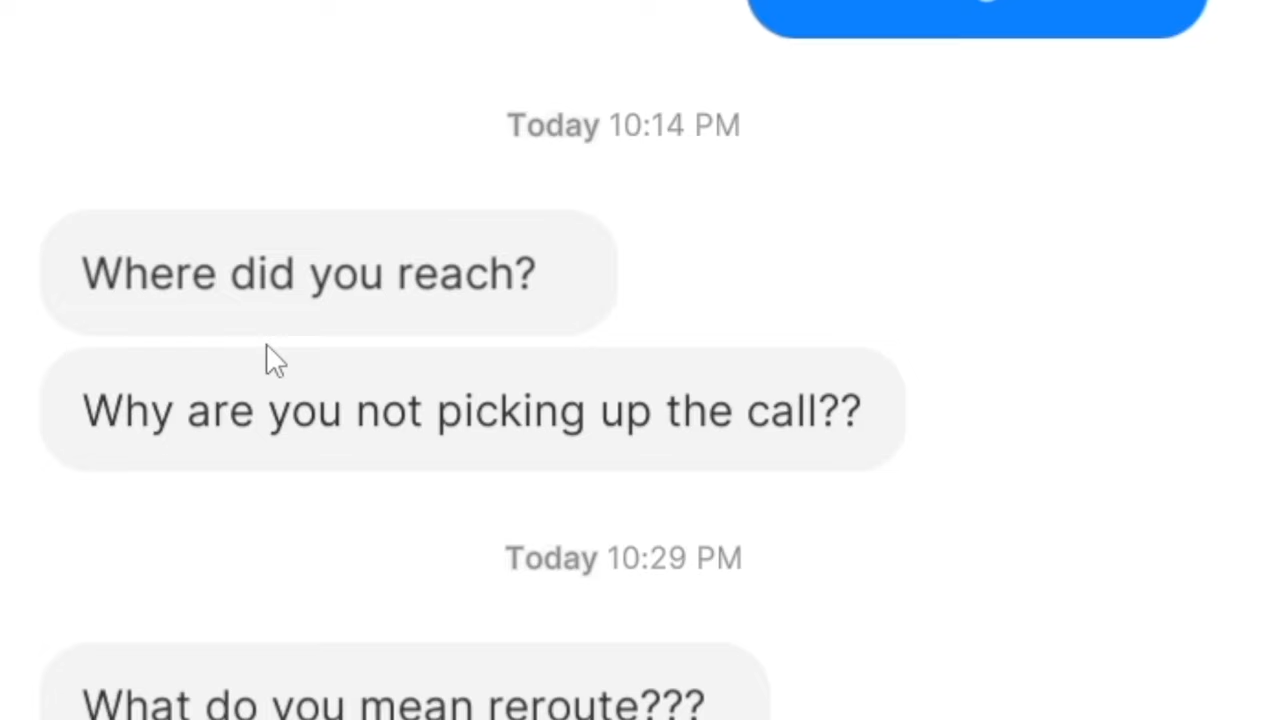 Today 10:14 PM
Where did you reach?
Why are you not picking up the call??
Today 10:29 PM
What do you mean reroute???